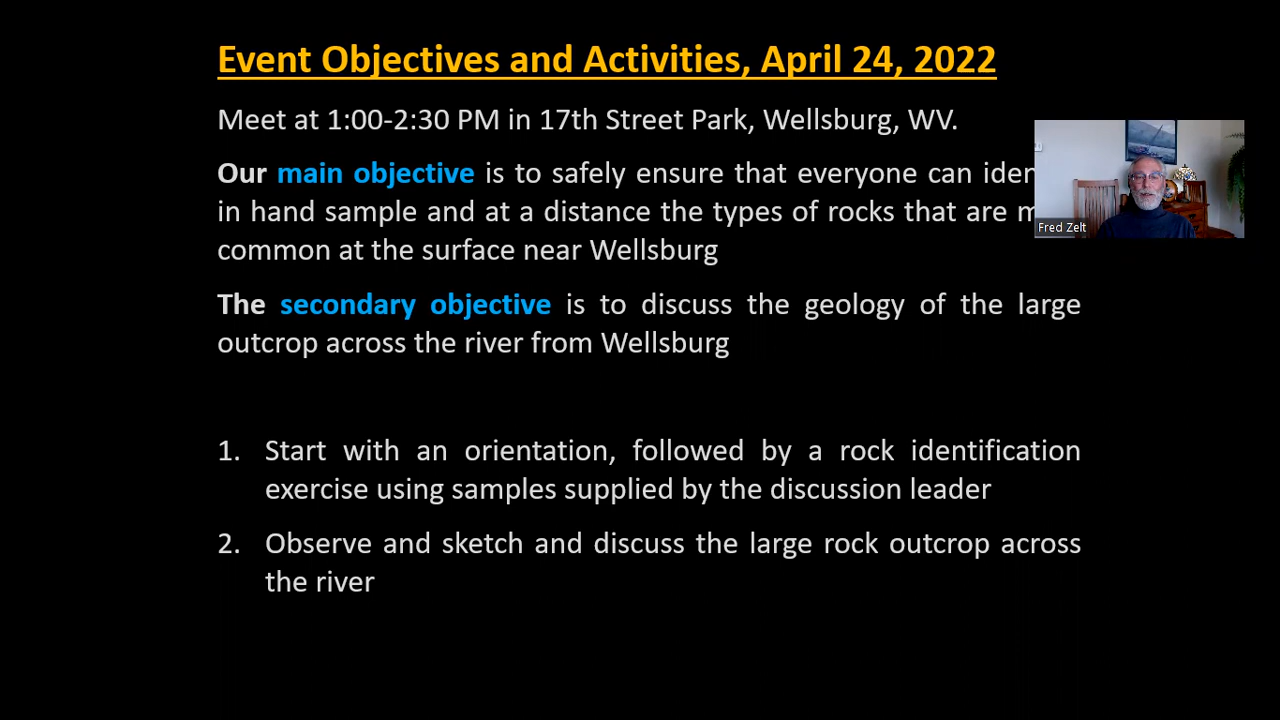 Event Objectives and Activities, April 24, 2022
Meet at 1:00-2:30 PM in 17th Street Park, Wellsburg, WV.
Our main objective is to safely ensure that everyone can
in hand sample and at a distance the types of rocks that are
common at the surface near Wellsburg
The secondary objective is to discuss the geology of the large
outcrop across the river from Wellsburg
1. Start with an orientation, followed by a rock identification
exercise using samples supplied by the discussion leader
2. Observe and sketch and discuss the large rock outcrop across
the river
Fred Zelt